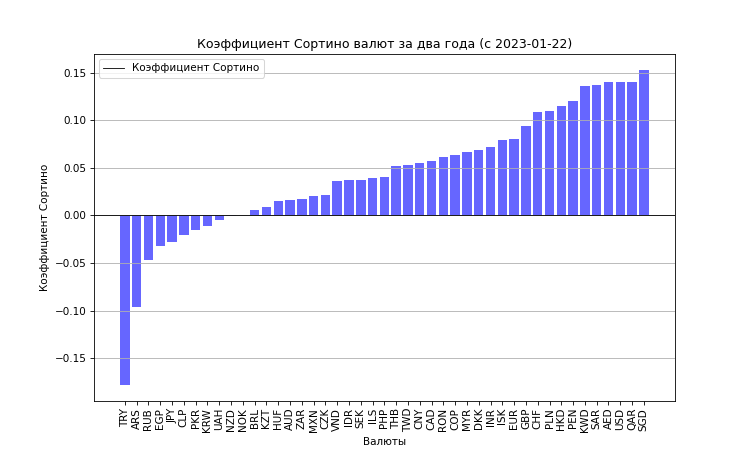 Коэффициент Сортино валют за два года (с 2023-01-22)
Коэффициент Сортино
0.15
0.10
0.05
0.00
−0.05
−0.10
−0.15
Коэффициент Сортино
TRY
ARS
RUB
EGP
JPY
CLP
PKR
KRW
UAH
NZD
NOK
BRL
KZT
HUF
AUD
ZAR
MXN
CZK
VND
IDR
SEK
ILS
PHP
THB
TWD
CNY
CAD
RON
COP
MYR
DKK
INR
ISK
EUR
GBP
CHF
PLN
HKD
PEN
KWD
SAR
AED
USD
QAR
SGD
Валюты